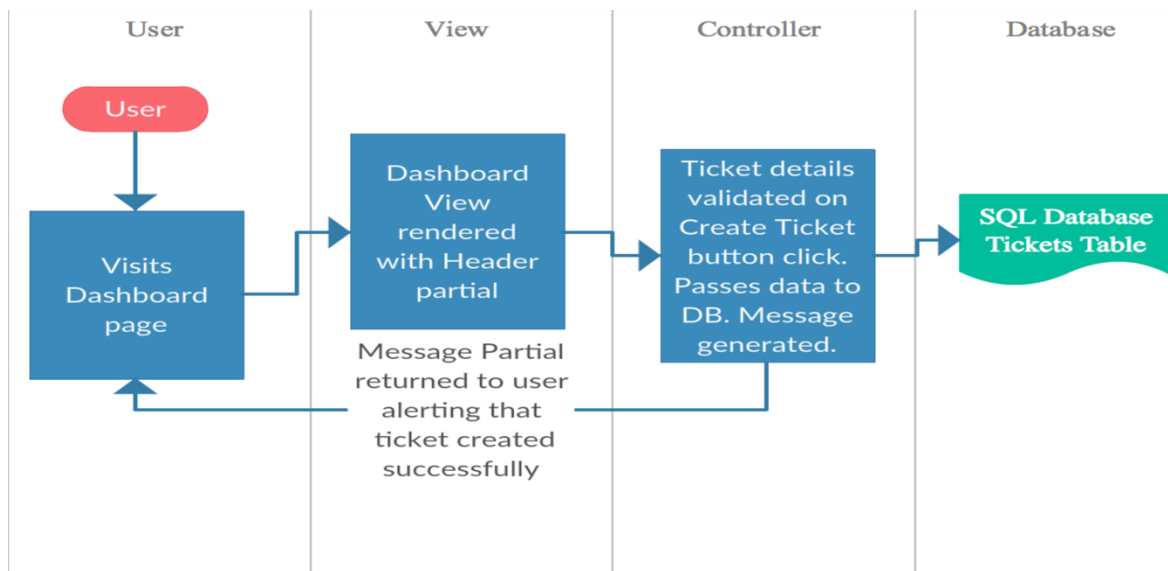 User
View
Controller
Database
User
Visits
Dashboard
page
Dashboard
View
rendered
with Header
partial
Message Partial
returned to user
alerting that
ticket created
successfully
Ticket details
validated on
Create Ticket
button click.
Passes data to
DB. Message
generated.
SQL Database
Tickets Table